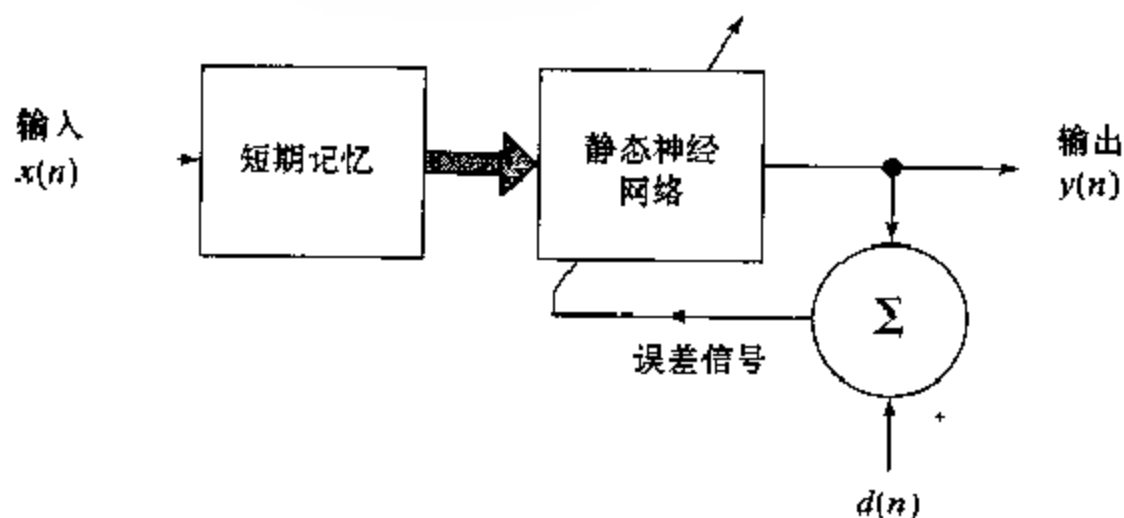 输入
x(n)
短期记忆
静态神经
网络
输出
y(n)
Σ
误差信号
+
d(n)